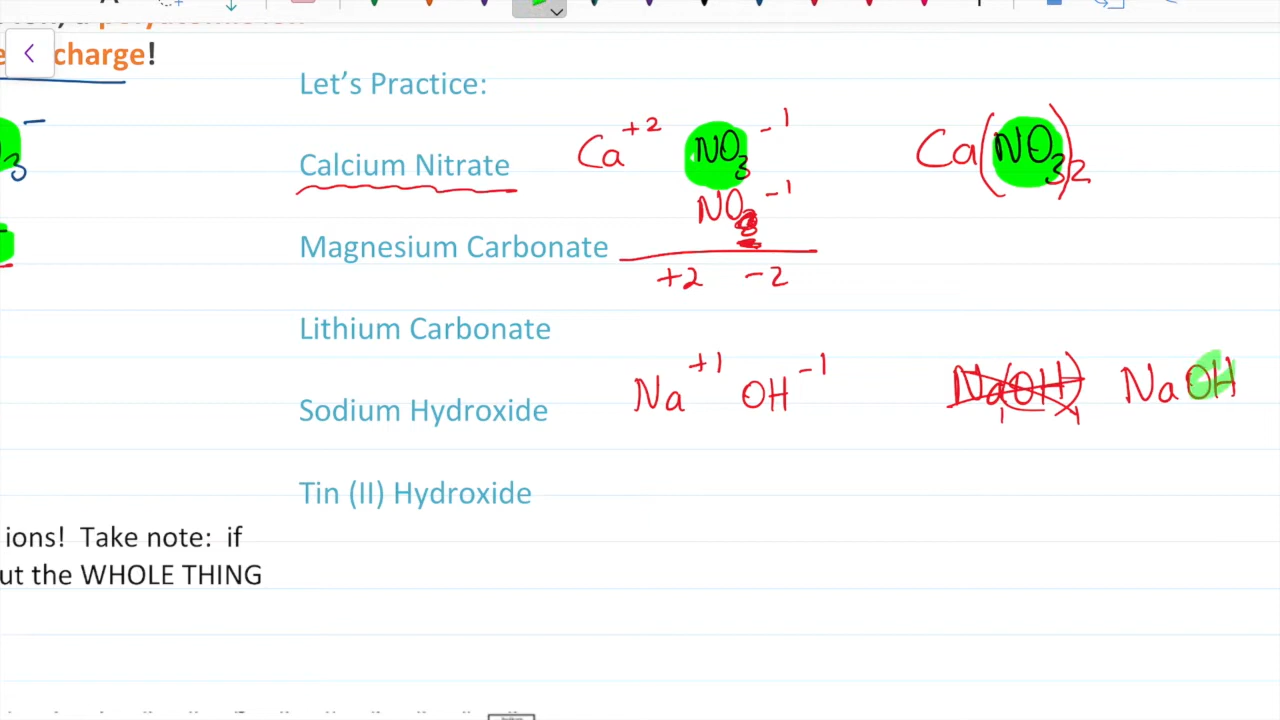 charge!
Let's Practice:
Calcium Nitrate Ca +2 NO3 -1 Ca(NO3)2
NO3 -1
Magnesium Carbonate
+2 -2
Lithium Carbonate
Sodium Hydroxide Na +1 OH -1 Na(OH) NaOH
Tin (II) Hydroxide
ions! Take note: if
ut the WHOLE THING